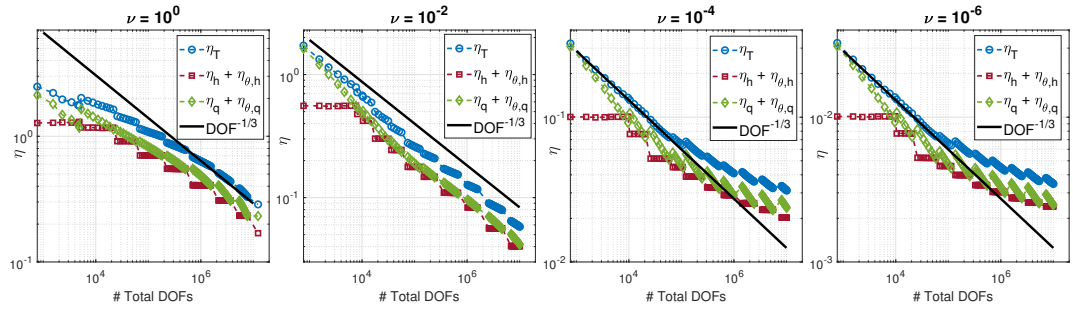 ν = 10^0
η_T
η_h + η_θ,h
η_q + η_θ,q
DOF^-1/3
10^0
10^-1
η
10^4
10^6
# Total DOFs
ν = 10^-2
η_T
η_h + η_θ,h
η_q + η_θ,q
DOF^-1/3
10^0
10^-1
η
10^4
10^6
# Total DOFs
ν = 10^-4
η_T
η_h + η_θ,h
η_q + η_θ,q
DOF^-1/3
10^-1
10^-2
η
10^4
10^6
# Total DOFs
ν = 10^-6
η_T
η_h + η_θ,h
η_q + η_θ,q
DOF^-1/3
10^-2
10^-3
η
10^4
10^6
# Total DOFs